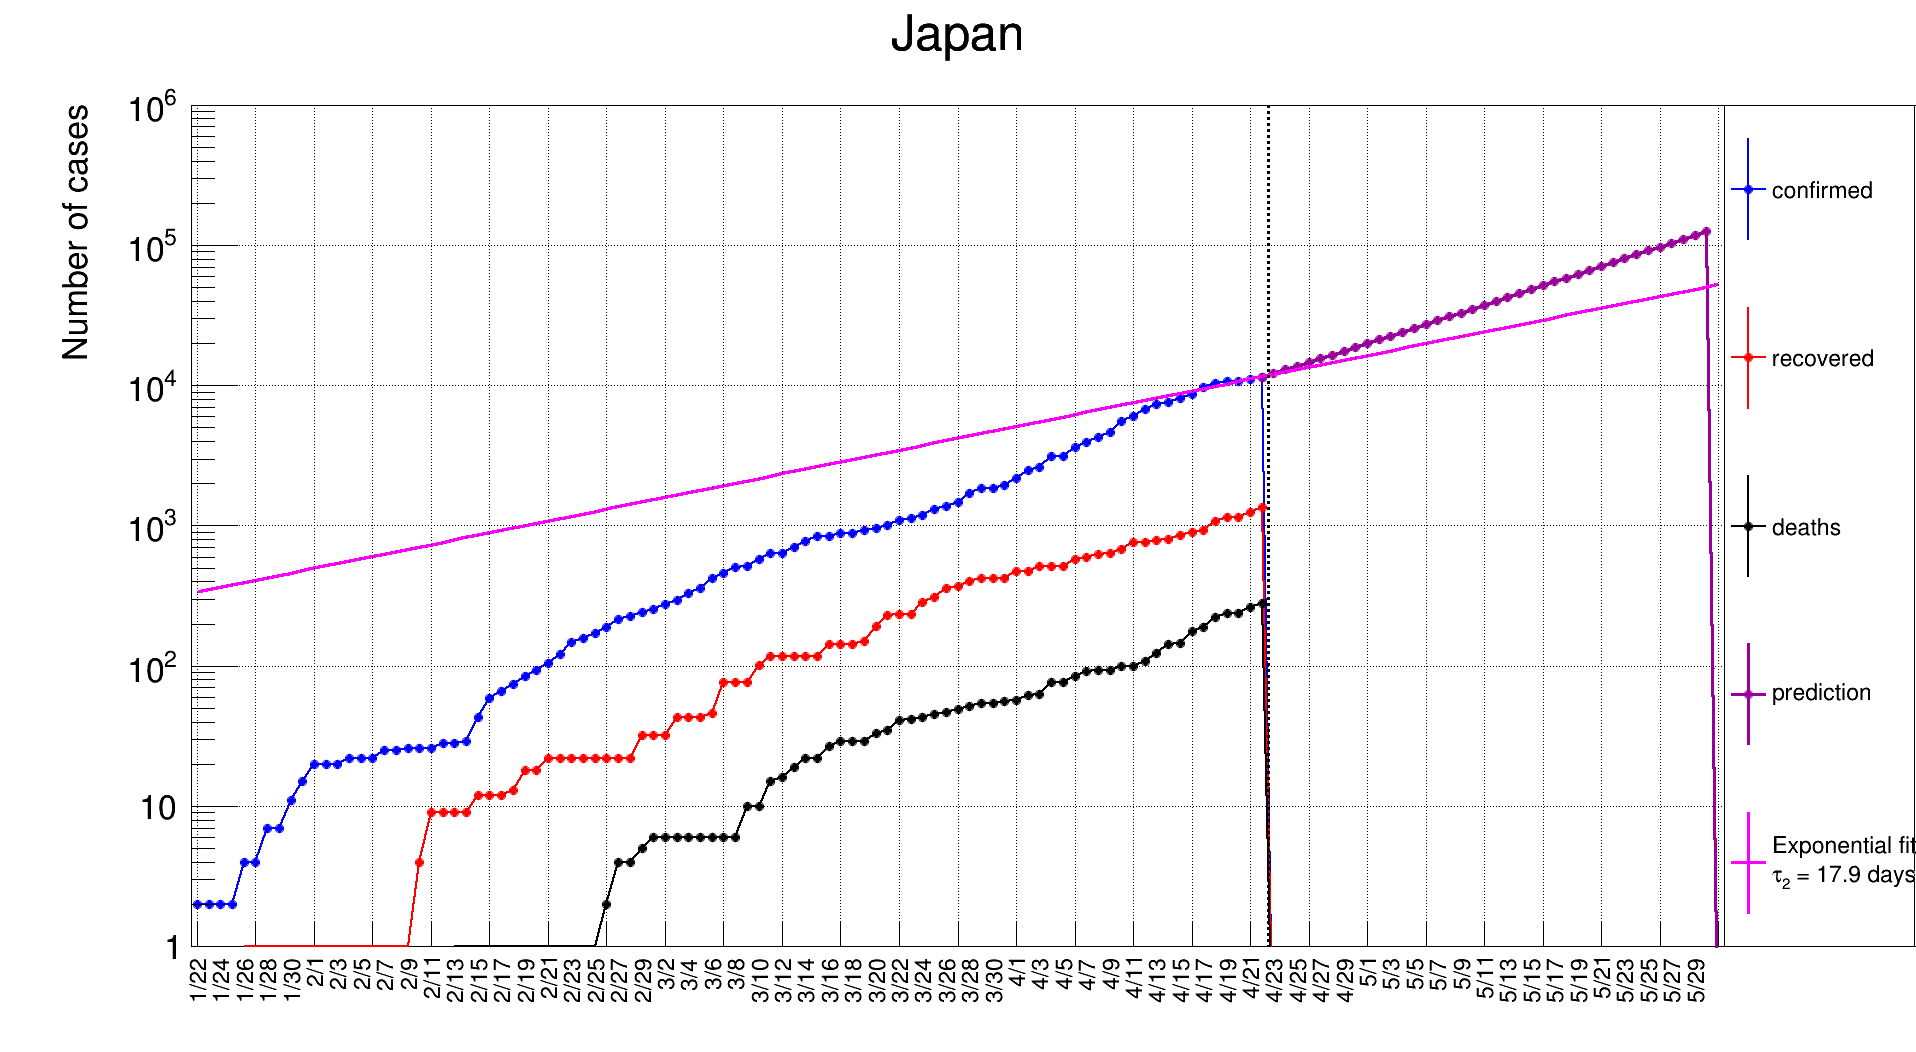 Japan
Number of cases
10^6
10^5
10^4
10^3
10^2
10
1
1/22 1/24 1/26 1/28 1/30 2/1 2/3 2/5 2/7 2/9 2/11 2/13 2/15 2/17 2/19 2/21 2/23 2/25 2/27 2/29 3/2 3/4 3/6 3/8 3/10 3/12 3/14 3/16 3/18 3/20 3/22 3/24 3/26 3/28 3/30 4/1 4/3 4/5 4/7 4/9 4/11 4/13 4/15 4/17 4/19 4/21 4/23 4/25 4/27 4/29 5/1 5/3 5/5 5/7 5/9 5/11 5/13 5/15 5/17 5/19 5/21 5/23 5/25 5/27 5/29
confirmed
recovered
deaths
prediction
Exponential fit
τ₂ = 17.9 days